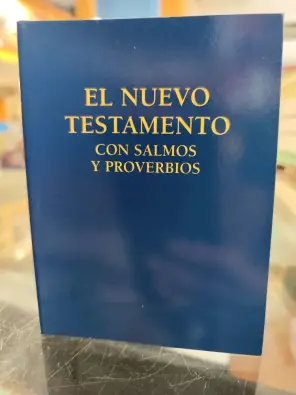 EL NUEVO
TESTAMENTO
CON SALMOS
Y PROVERBIOS